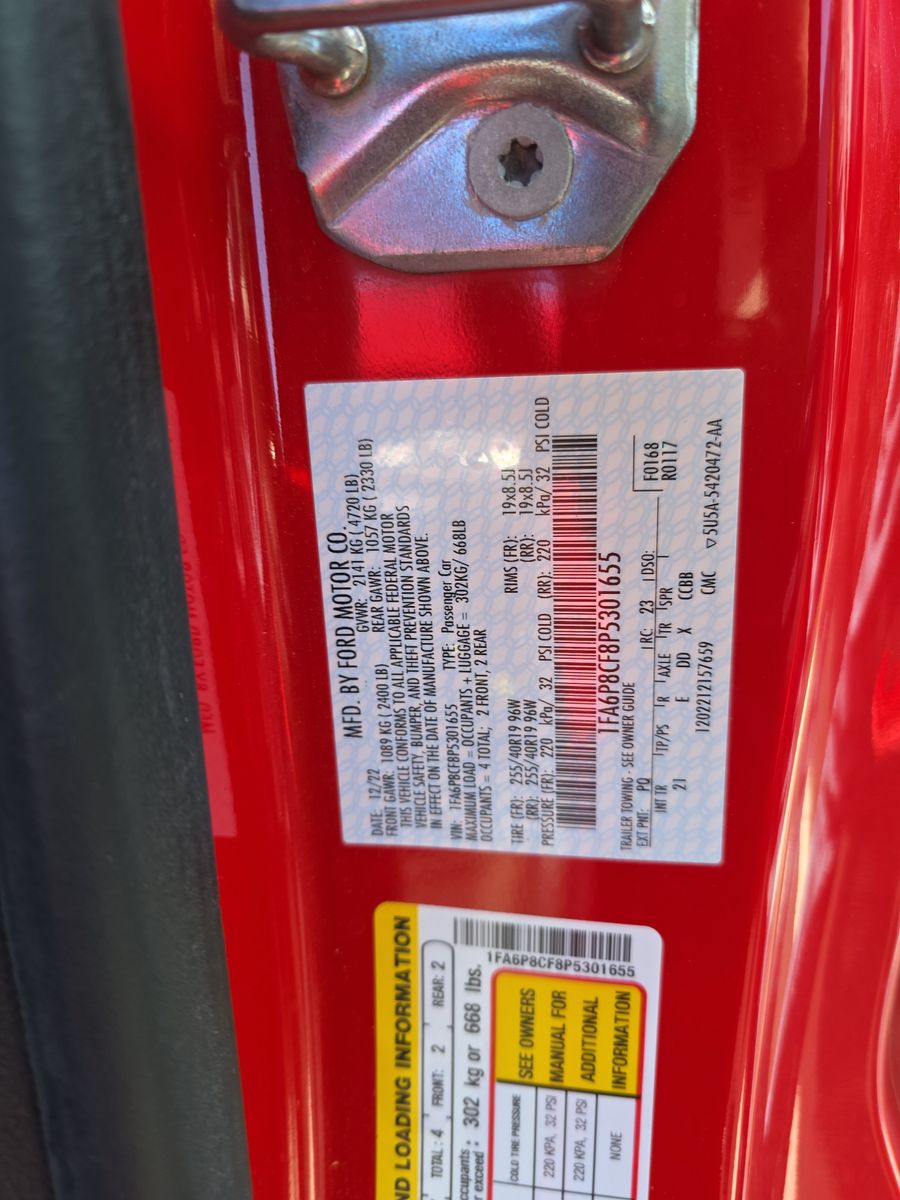 MFD. BY FORD MOTOR CO.
DATE: 12/22 GVWR: 2141 KG ( 4720 LB)
FRONT GAWR: 1089 KG ( 2400 LB) REAR GAWR: 1057 KG ( 2330 LB)
THIS VEHICLE CONFORMS TO ALL APPLICABLE FEDERAL MOTOR
VEHICLE SAFETY, BUMPER, AND THEFT PREVENTION STANDARDS
IN EFFECT ON THE DATE OF MANUFACTURE SHOWN ABOVE.
VIN: 1FA6P8CF8P5301655 TYPE: Passenger Car
MAXIMUM LOAD = OCCUPANTS + LUGGAGE = 302KG/ 668LB
OCCUPANTS = 4 TOTAL; 2 FRONT, 2 REAR
TIRE (FR): 255/40R19 96W RIMS (FR): 19x8.5J
(RR): 255/40R19 96W (RR): 19x8.5J
PRESSURE (FR): 220 kPa/ 32 PSI COLD (RR): 220 kPa/ 32 PSI COLD
1FA6P8CF8P5301655
TRAILER TOWING - SEE OWNER GUIDE
EXT PNT: PQ RC: 23 DSO: F0168
R0117
INT TR TP/PS R AXLE TR SPR
21 E DD X CCBB
1202212157659 CMC ▽5U5A-5420472-AA
ND LOADING INFORMATION
TOTAL: 4 FRONT: 2 REAR: 2
ccupants
r exceed : 302 kg or 668 lbs.
1FA6P8CF8P5301655
COLD TIRE PRESSURE
220 KPA, 32 PSI
220 KPA, 32 PSI
NONE
SEE OWNERS
MANUAL FOR
ADDITIONAL
INFORMATION